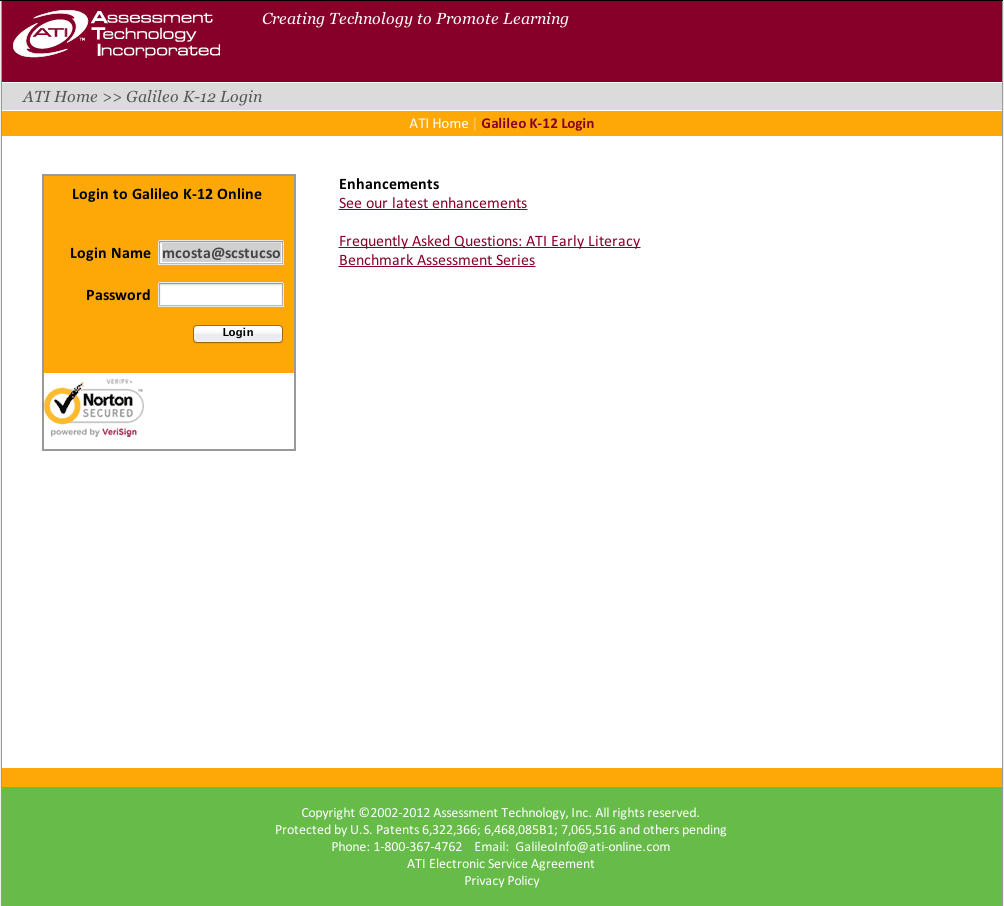 ATI
Assessment
Technology
Incorporated
Creating Technology to Promote Learning
ATI Home >> Galileo K-12 Login
ATI Home | Galileo K-12 Login
Login to Galileo K-12 Online
Login Name mcosta@scstucso
Password
Login
VERIFY>
Norton
SECURED
powered by VeriSign
Enhancements
See our latest enhancements
Frequently Asked Questions: ATI Early Literacy
Benchmark Assessment Series
Copyright ©2002-2012 Assessment Technology, Inc. All rights reserved.
Protected by U.S. Patents 6,322,366; 6,468,085B1; 7,065,516 and others pending
Phone: 1-800-367-4762 Email: GalileoInfo@ati-online.com
ATI Electronic Service Agreement
Privacy Policy